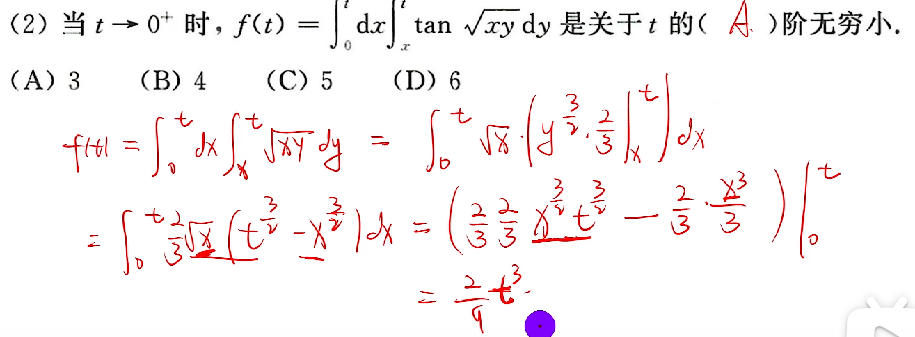 (2) 当 t → 0⁺ 时, f(t) = ∫₀ᵗ dx ∫ₓᵗ tan √xy dy 是关于 t 的( A. )阶无穷小.
(A) 3 (B) 4 (C) 5 (D) 6
f(t) = ∫₀ᵗ dx ∫ₓᵗ √xy dy = ∫₀ᵗ √x · (y^(3/2) · 2/3 |ₓᵗ) dx
= ∫₀ᵗ 2/3 √x (t^(3/2) - x^(3/2)) dx = (2/3 2/3 x^(3/2) t^(3/2) - 2/3 · x³/3) |₀ᵗ
= 2/9 t³.